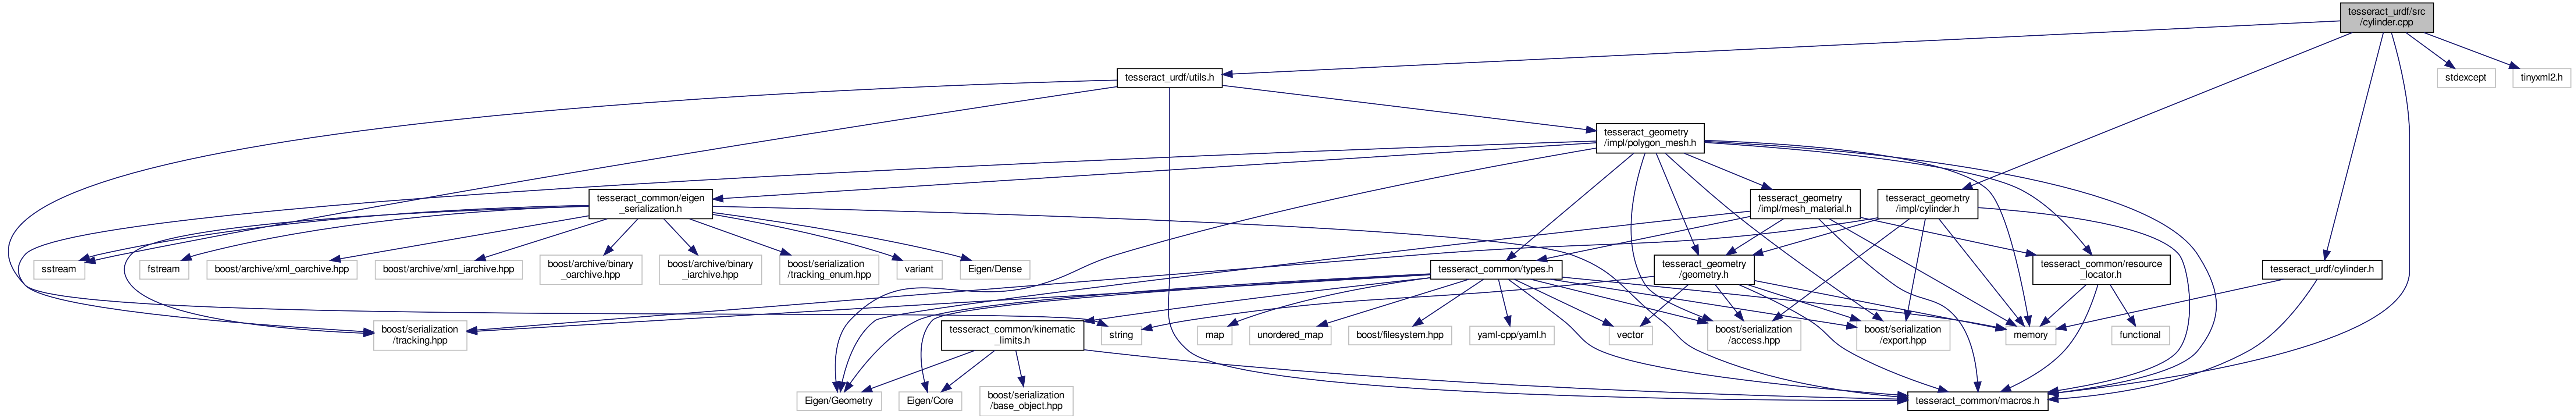 tesseract_urdf/src
/cylinder.cpp
tesseract_urdf/utils.h
stdexcept
tinyxml2.h
tesseract_geometry
/impl/polygon_mesh.h
tesseract_common/eigen
_serialization.h
tesseract_geometry
/impl/mesh_material.h
tesseract_geometry
/impl/cylinder.h
sstream
fstream
boost/archive/xml_oarchive.hpp
boost/archive/xml_iarchive.hpp
boost/archive/binary
_oarchive.hpp
boost/archive/binary
_iarchive.hpp
boost/serialization
/tracking_enum.hpp
variant
Eigen/Dense
tesseract_common/types.h
tesseract_geometry
/geometry.h
tesseract_common/resource
_locator.h
tesseract_urdf/cylinder.h
boost/serialization
/tracking.hpp
tesseract_common/kinematic
_limits.h
string
map
unordered_map
boost/filesystem.hpp
yaml-cpp/yaml.h
vector
boost/serialization
/access.hpp
boost/serialization
/export.hpp
memory
functional
Eigen/Geometry
Eigen/Core
boost/serialization
/base_object.hpp
tesseract_common/macros.h